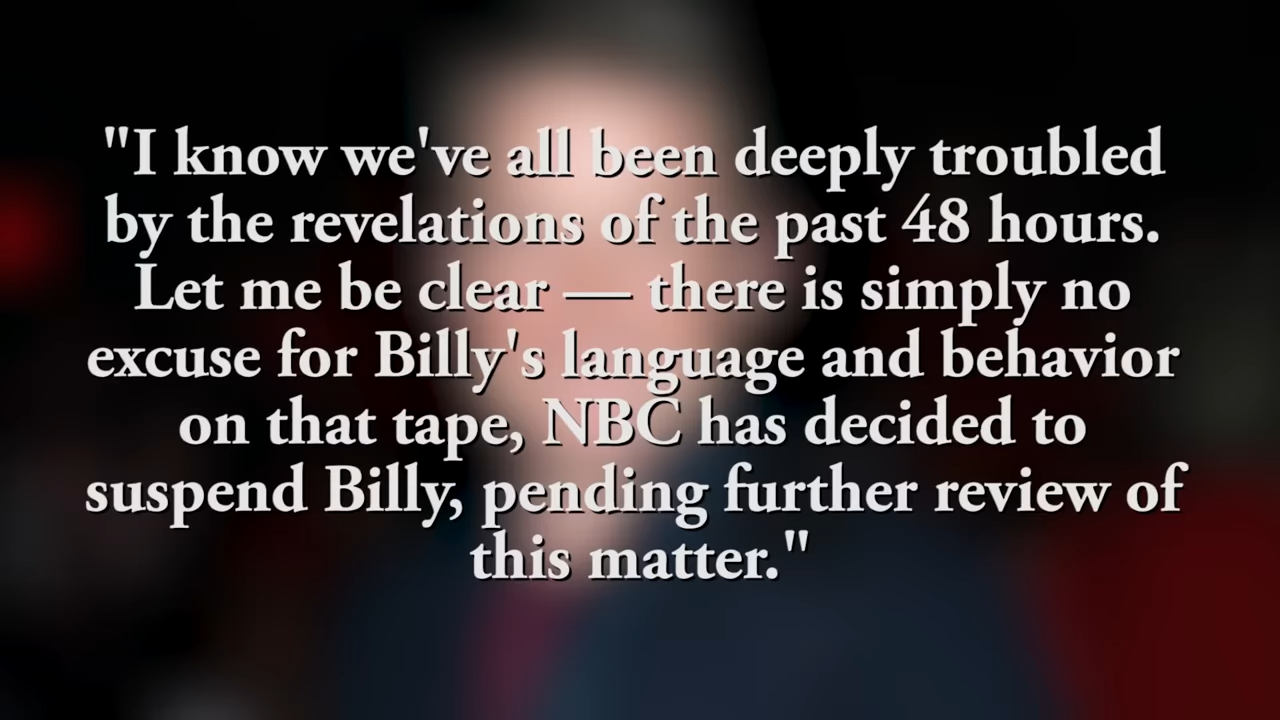 "I know we've all been deeply troubled
by the revelations of the past 48 hours.
Let me be clear — there is simply no
excuse for Billy's language and behavior
on that tape, NBC has decided to
suspend Billy, pending further review of
this matter."